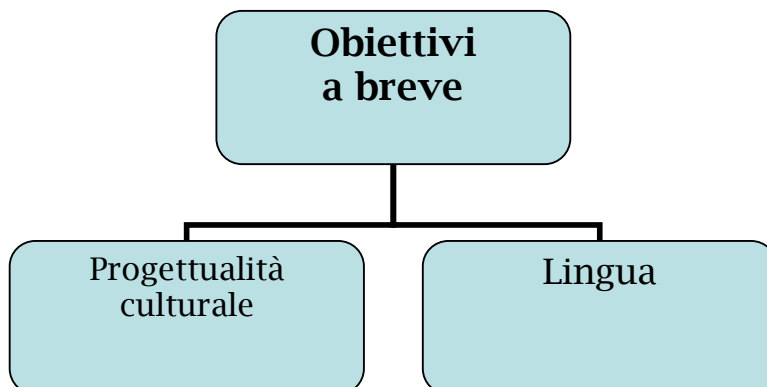 Obiettivi
a breve
Progettualità
culturale
Lingua